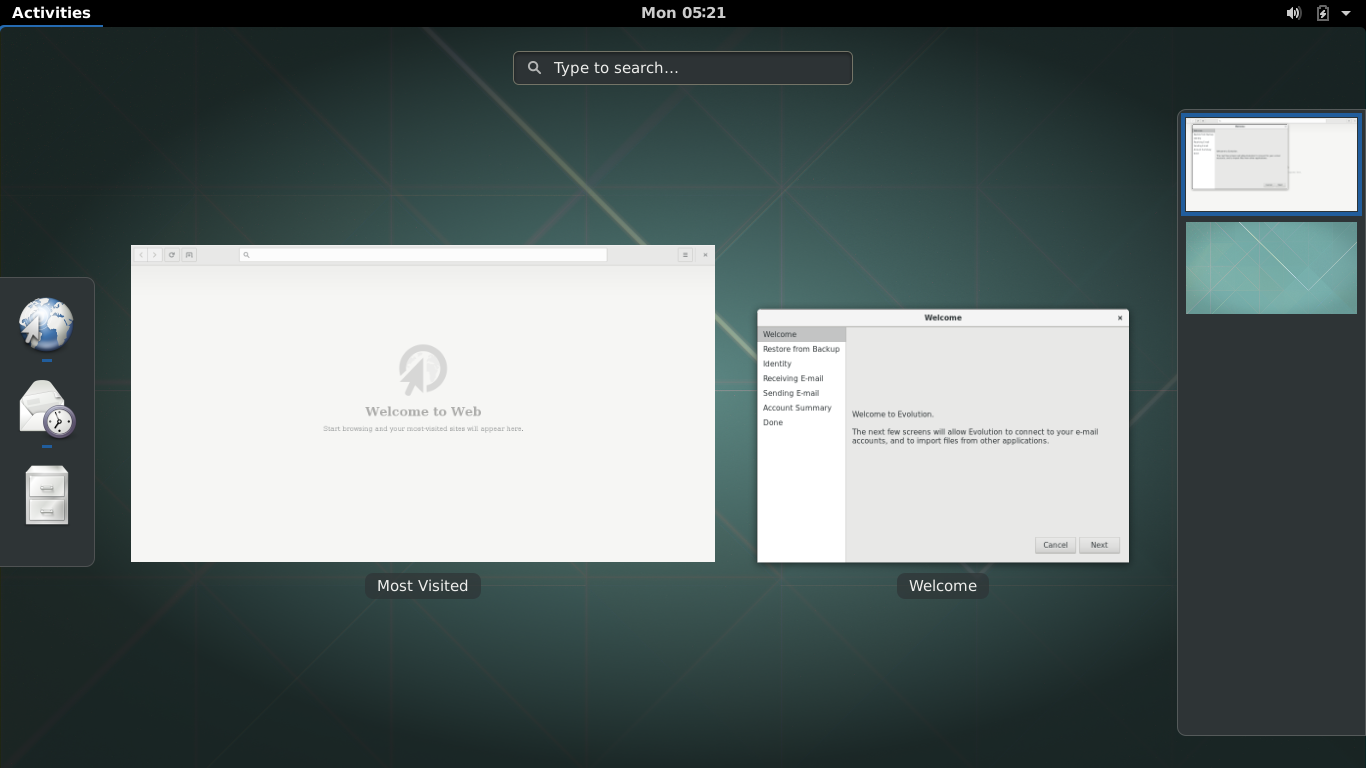 Activities
Mon 05:21
Type to search...
Welcome to Web
Start browsing and your most-visited sites will appear here.
Most Visited
Welcome
Welcome
Restore from Backup
Identity
Receiving E-mail
Sending E-mail
Account Summary
Done
Welcome to Evolution.
The next few screens will allow Evolution to connect to your e-mail
accounts, and to import files from other applications.
Cancel
Next
Welcome